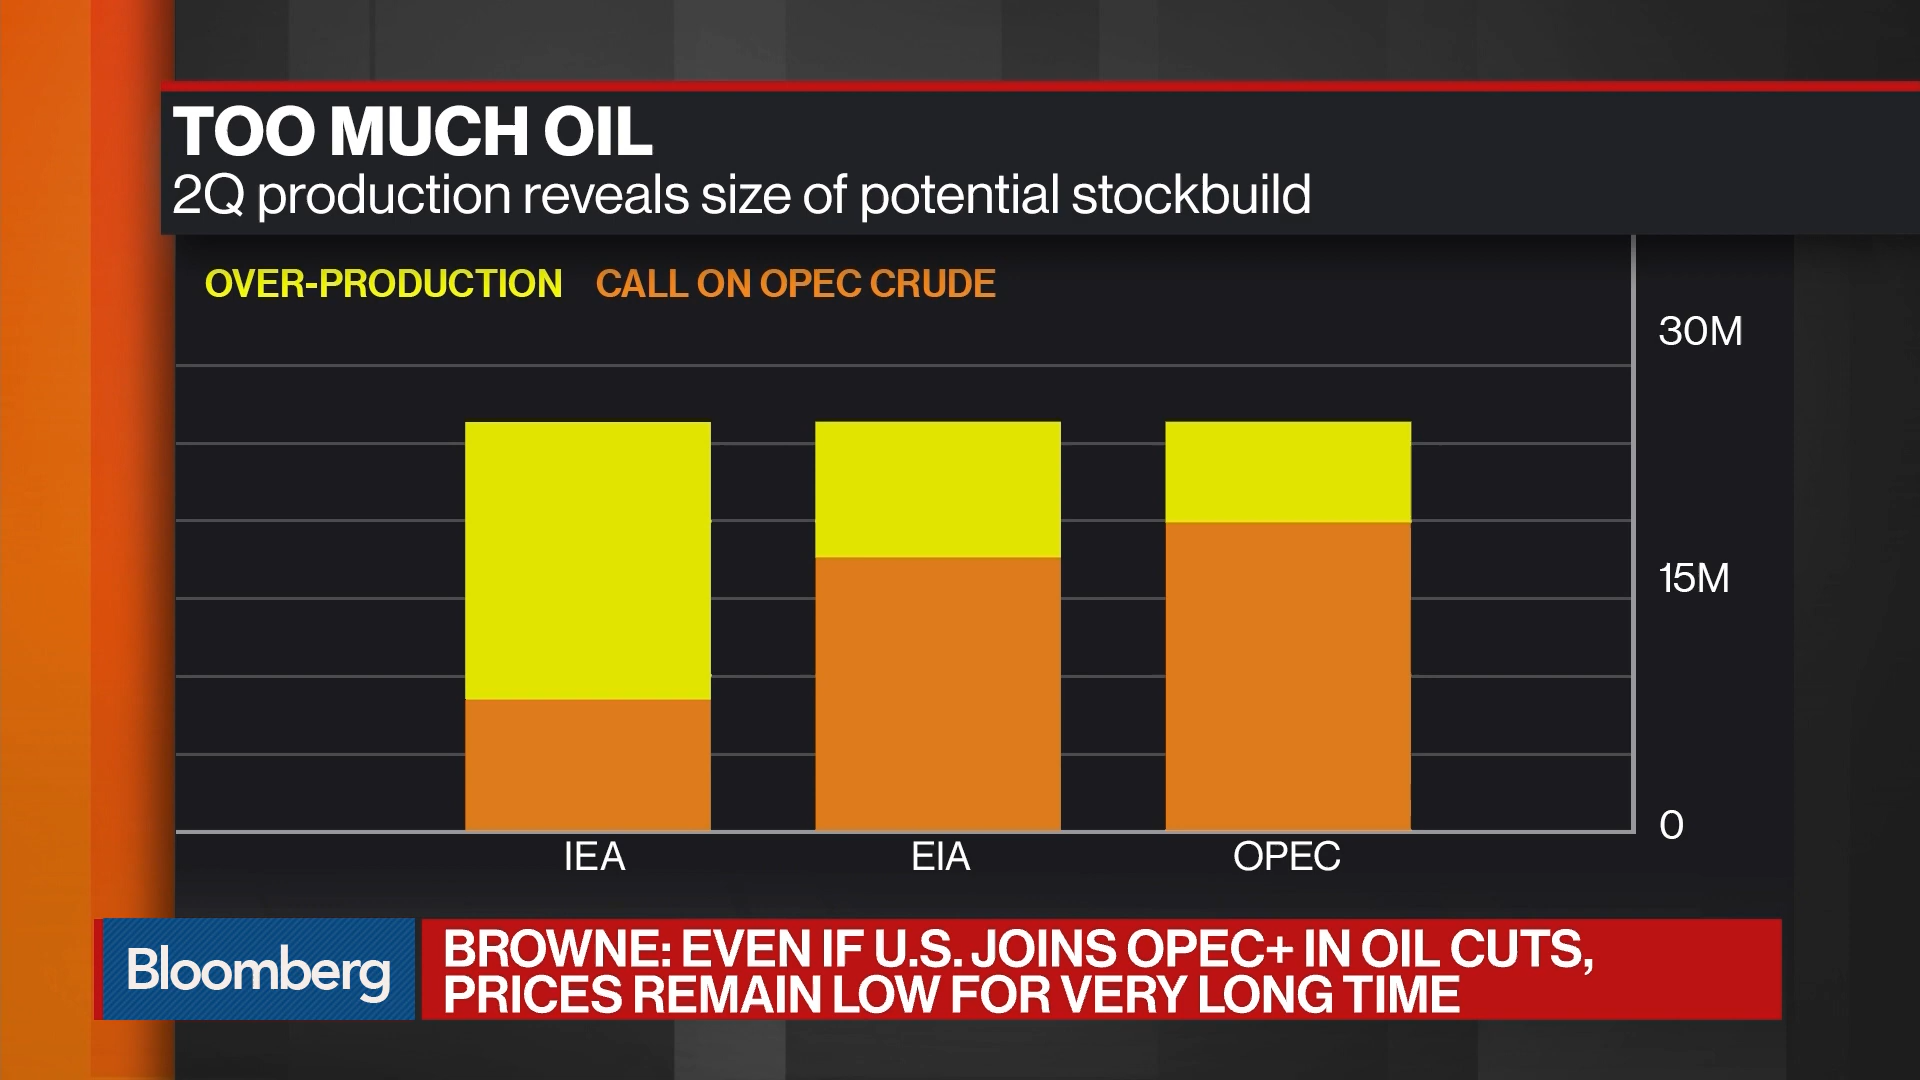 TOO MUCH OIL
2Q production reveals size of potential stockbuild
OVER-PRODUCTION CALL ON OPEC CRUDE
30M
15M
0
IEA EIA OPEC
Bloomberg
BROWNE: EVEN IF U.S. JOINS OPEC+ IN OIL CUTS,
PRICES REMAIN LOW FOR VERY LONG TIME